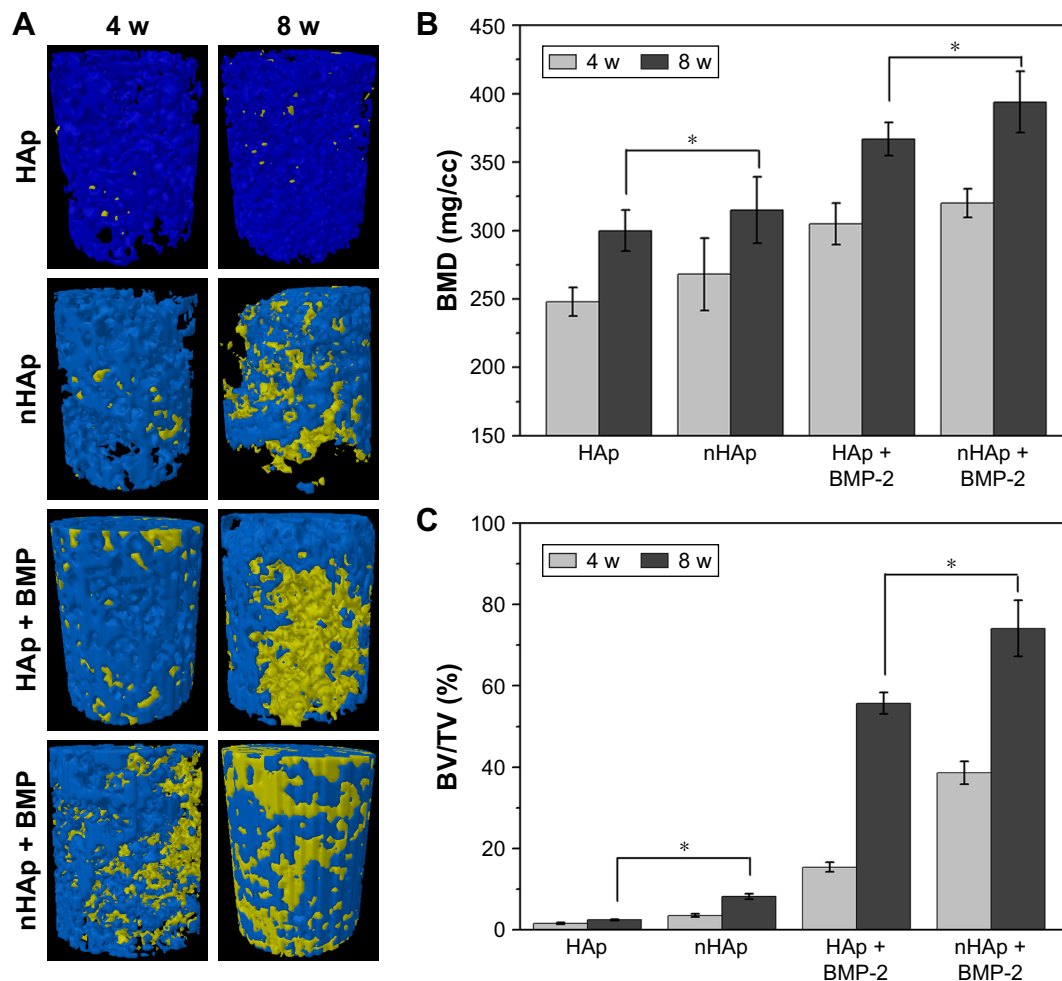 A
4 w
8 w
HAp
nHAp
HAp + BMP
nHAp + BMP
B
4 w
8 w
*
*
BMD (mg/cc)
450
400
350
300
250
200
150
HAp
nHAp
HAp +
BMP-2
nHAp +
BMP-2
C
4 w
8 w
*
*
BV/TV (%)
100
80
60
40
20
0
HAp
nHAp
HAp +
BMP-2
nHAp +
BMP-2